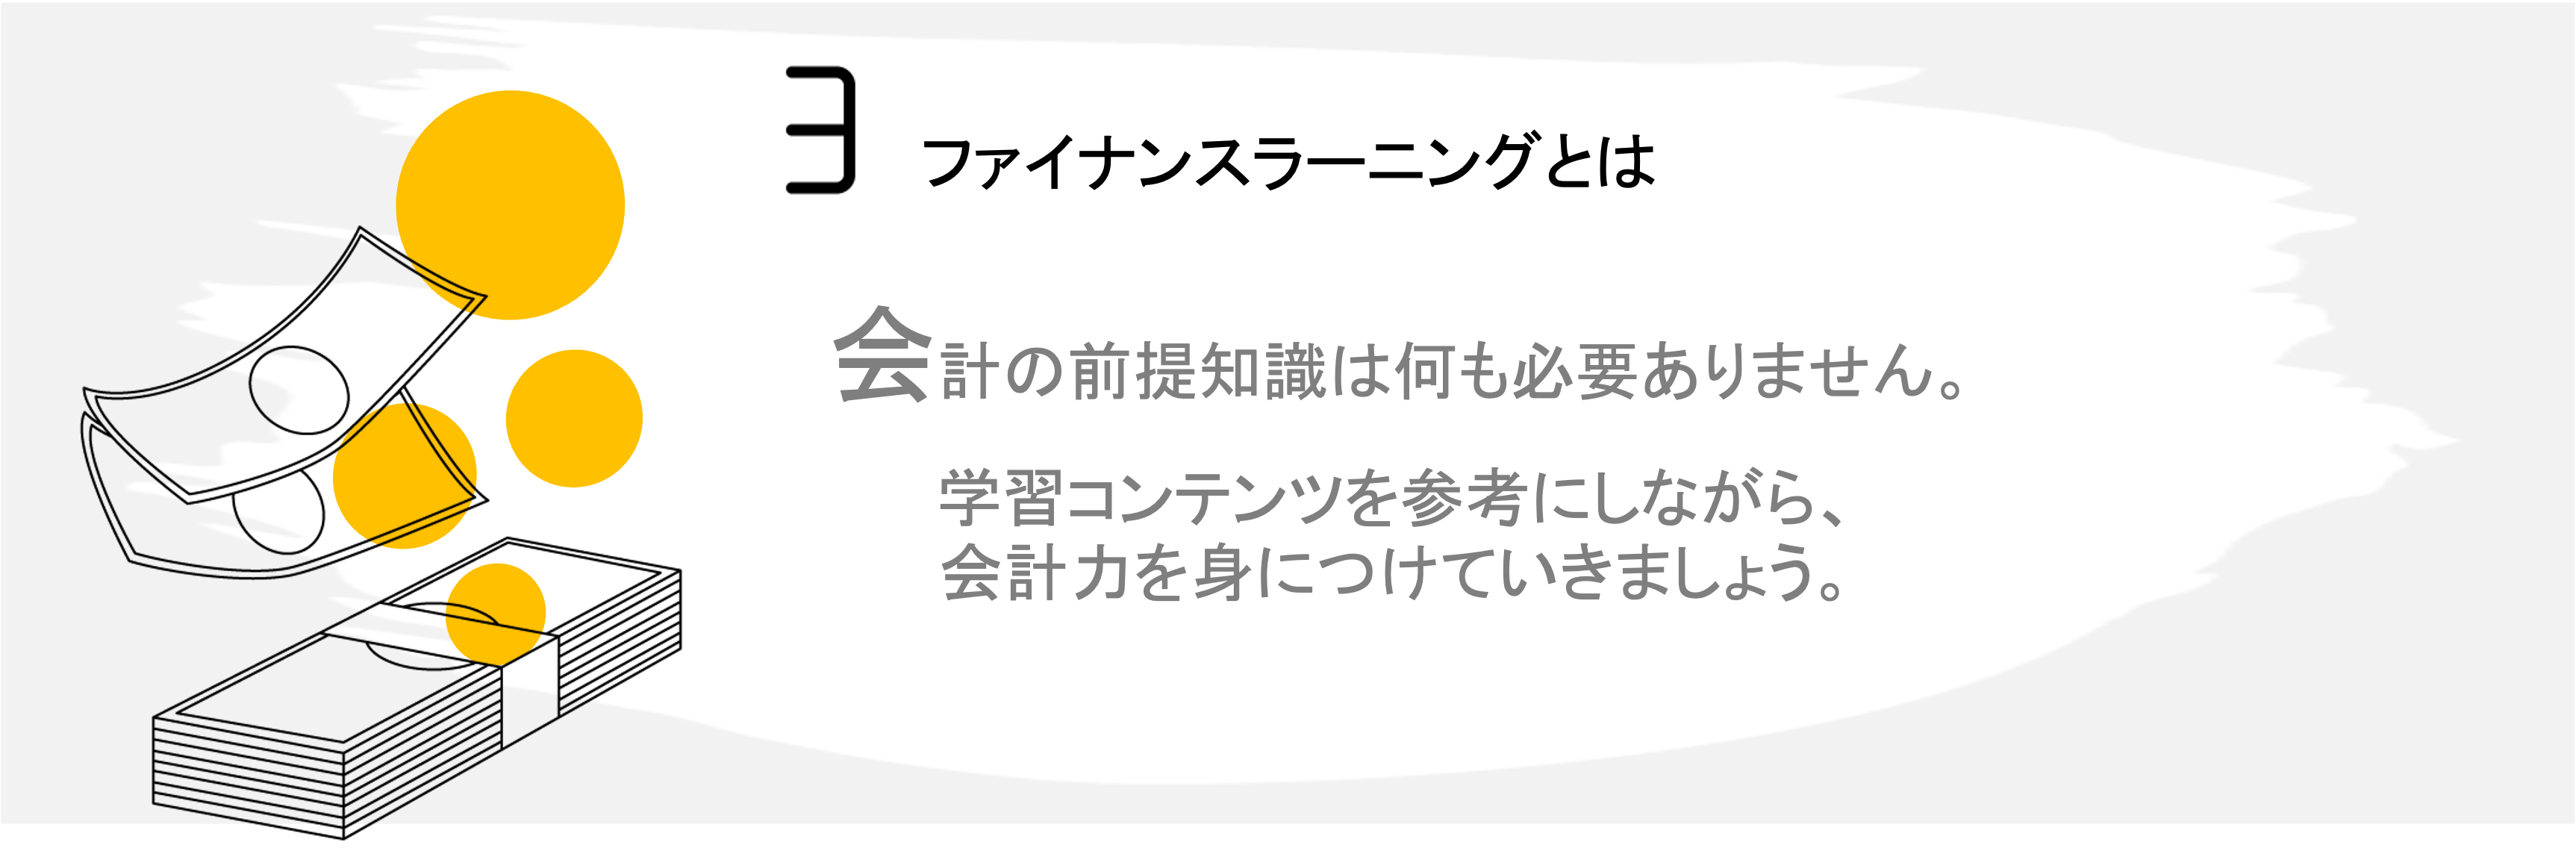 3 ファイナンスラーニングとは
会計の前提知識は何も必要ありません。
学習コンテンツを参考にしながら、
会計力を身につけていきましょう。